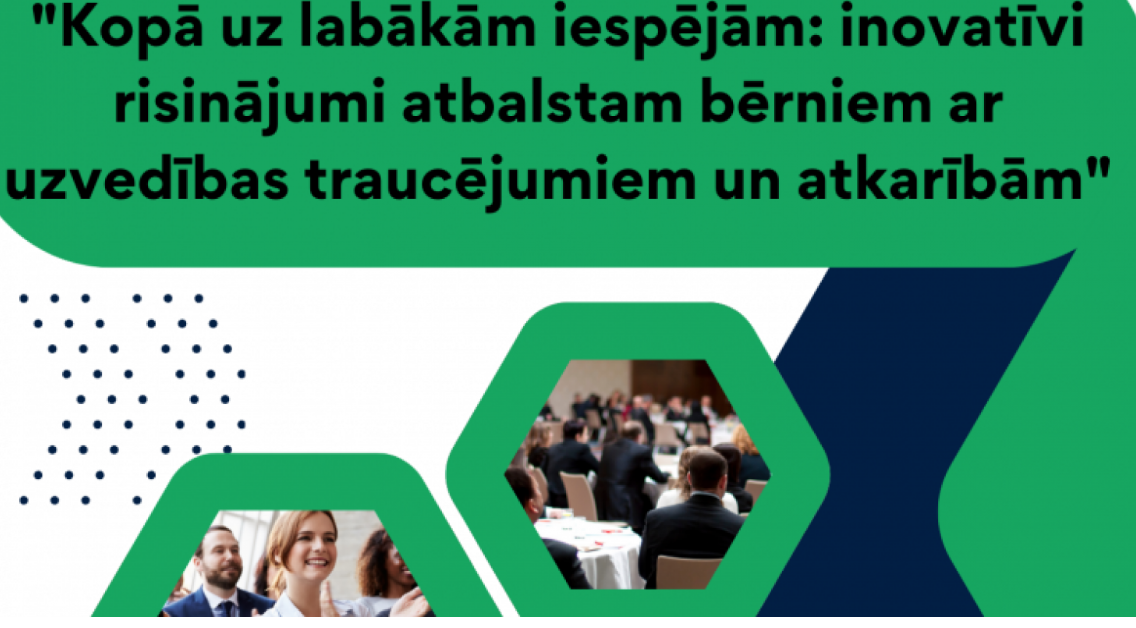 "Kopā uz labākām iespējām: inovatīvi
risinājumi atbalstam bērniem ar
uzvedības traucējumiem un atkarībām"